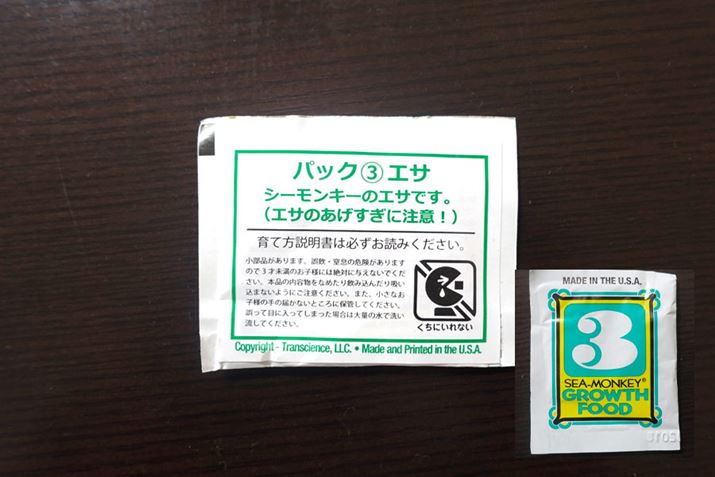 パック③エサ
シーモンキーのエサです。
（エサのあげすぎに注意！）
育て方説明書は必ずお読みください。
小部品があります。誤飲・窒息の危険があります
ので3才未満のお子様には絶対に与えないでくだ
さい。本品の内容物をなめたり飲み込んだり吸い
込まないようにご注意ください。また、小さなお
子様の手の届かないところに保管してください。
誤って目に入ってしまった場合は大量の水で洗い
流してください。
くちにいれない
Copyright - Transcience, LLC. • Made and Printed in the U.S.A.
MADE IN THE U.S.A.
3
SEA-MONKEY®
GROWTH
FOOD